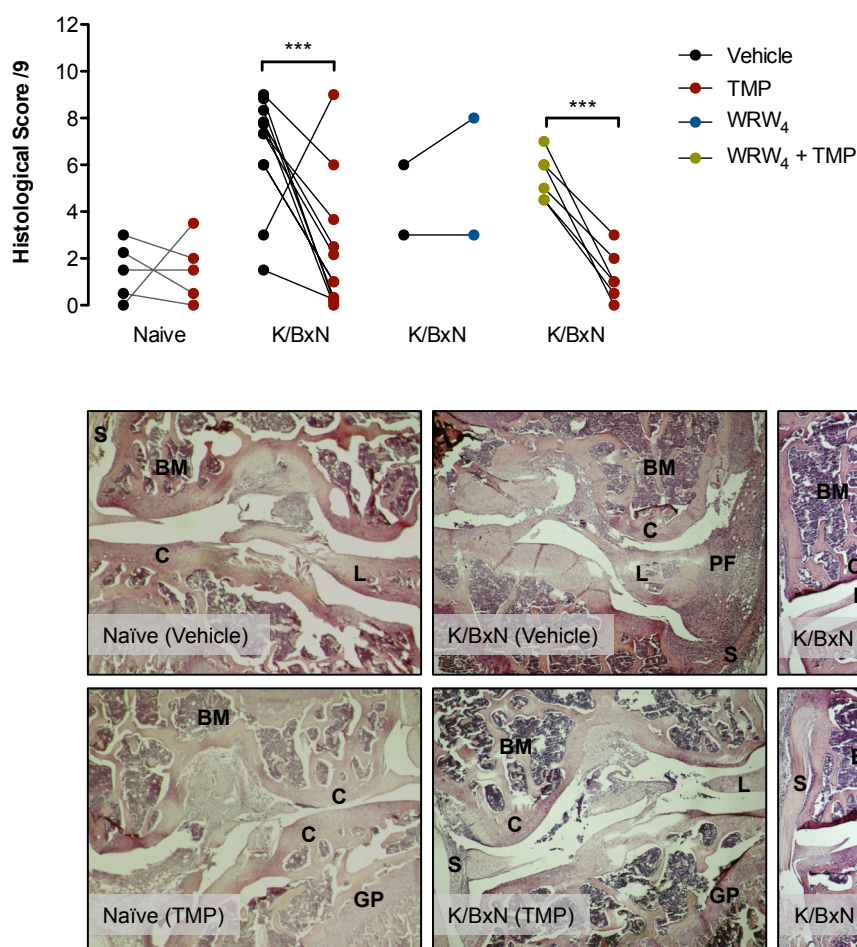 Histological Score /9
12
10
8
6
4
2
0
***
***
Naive
K/BxN
K/BxN
K/BxN
Vehicle
TMP
WRW₄
WRW₄ + TMP
S
BM
C
L
Naïve (Vehicle)
BM
C
L
PF
S
K/BxN (Vehicle)
BM
K/BxN
BM
C
C
GP
Naïve (TMP)
BM
C
L
S
GP
K/BxN (TMP)
S
K/BxN